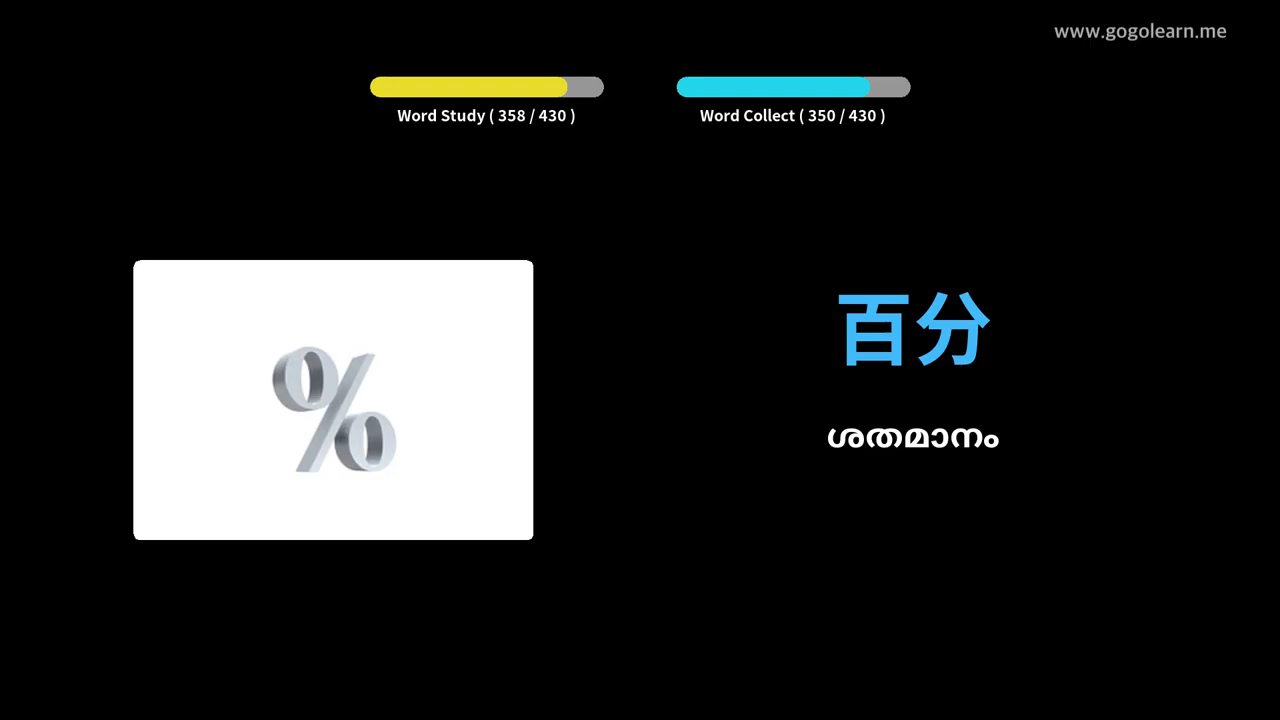 www.gogolearn.me
Word Study ( 358 / 430 )
Word Collect ( 350 / 430 )
%
百分
ശതമാനം